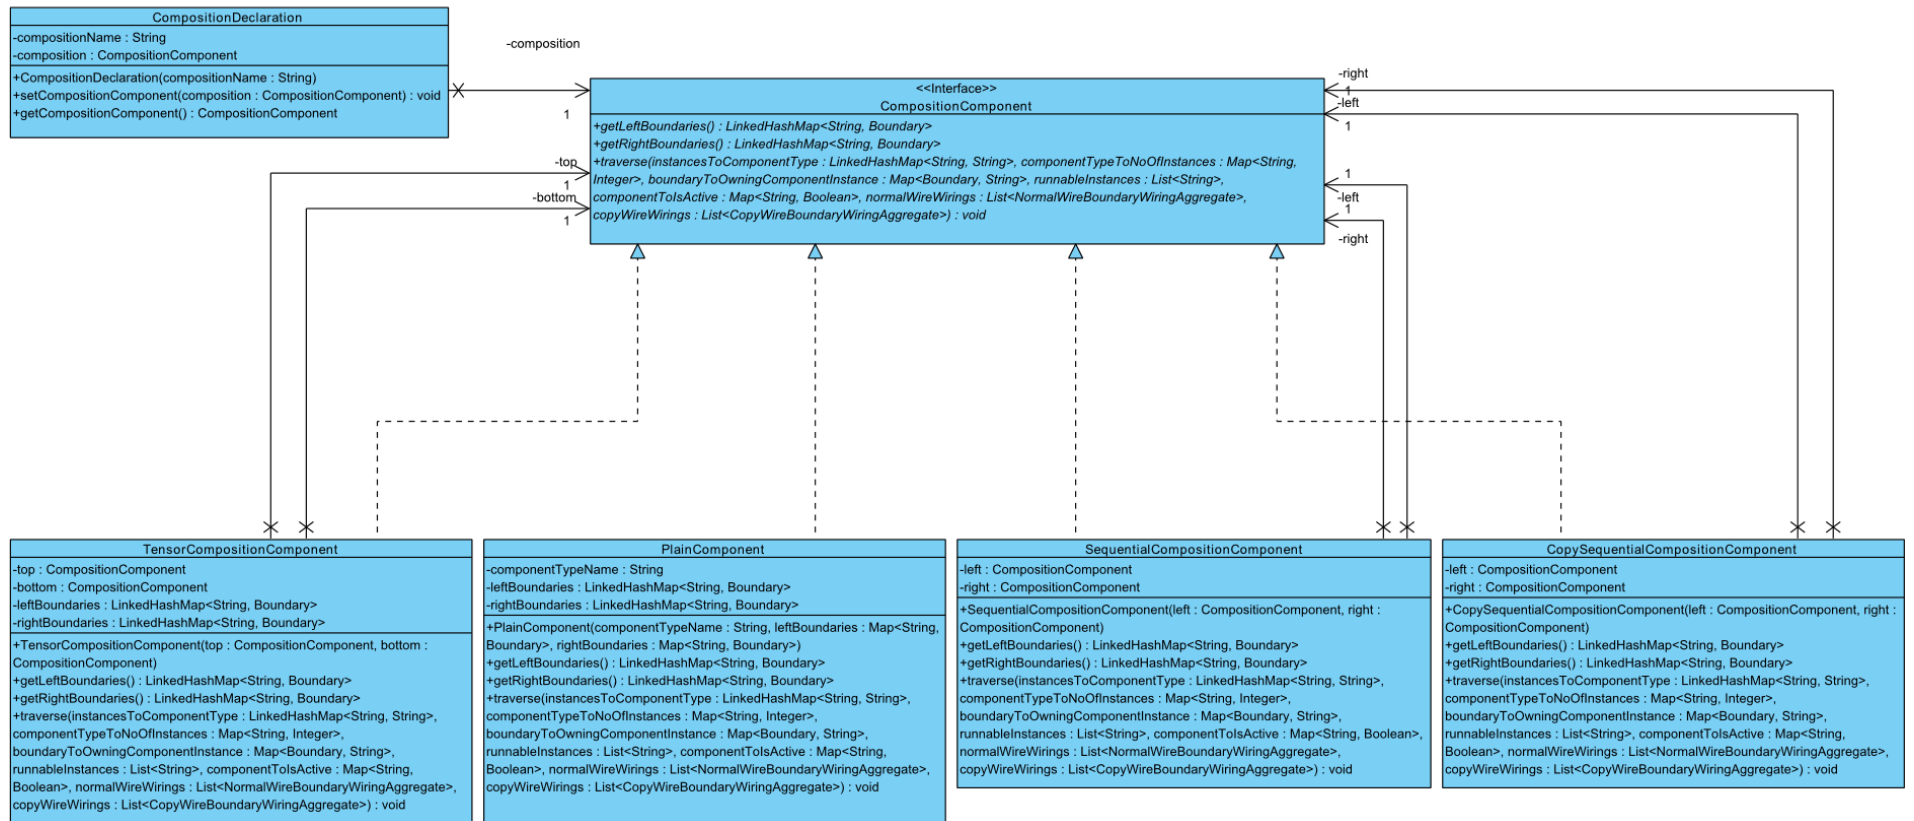 CompositionDeclaration
-compositionName : String
-composition : CompositionComponent
+CompositionDeclaration(compositionName : String)
+setCompositionComponent(composition : CompositionComponent) : void
+getCompositionComponent() : CompositionComponent
-composition
1
<<Interface>>
CompositionComponent
+getLeftBoundaries() : LinkedHashMap<String, Boundary>
+getRightBoundaries() : LinkedHashMap<String, Boundary>
+traverse(instancesToComponentType : LinkedHashMap<String, String>, componentTypeToNoOfInstances : Map<String,
Integer>, boundaryToOwningComponentInstance : Map<Boundary, String>, runnableInstances : List<String>,
componentToIsActive : Map<String, Boolean>, normalWireWirings : List<NormalWireBoundaryWiringAggregate>,
copyWireWirings : List<CopyWireBoundaryWiringAggregate>) : void
-top
1
-bottom
1
-right
1
-left
1
1
-left
1
-right
TensorCompositionComponent
-top : CompositionComponent
-bottom : CompositionComponent
-leftBoundaries : LinkedHashMap<String, Boundary>
-rightBoundaries : LinkedHashMap<String, Boundary>
+TensorCompositionComponent(top : CompositionComponent, bottom :
CompositionComponent)
+getLeftBoundaries() : LinkedHashMap<String, Boundary>
+getRightBoundaries() : LinkedHashMap<String, Boundary>
+traverse(instancesToComponentType : LinkedHashMap<String, String>,
componentTypeToNoOfInstances : Map<String, Integer>,
boundaryToOwningComponentInstance : Map<Boundary, String>,
runnableInstances : List<String>, componentToIsActive : Map<String,
Boolean>, normalWireWirings : List<NormalWireBoundaryWiringAggregate>,
copyWireWirings : List<CopyWireBoundaryWiringAggregate>) : void
PlainComponent
-componentTypeName : String
-leftBoundaries : LinkedHashMap<String, Boundary>
-rightBoundaries : LinkedHashMap<String, Boundary>
+PlainComponent(componentTypeName : String, leftBoundaries : Map<String,
Boundary>, rightBoundaries : Map<String, Boundary>)
+getLeftBoundaries() : LinkedHashMap<String, Boundary>
+getRightBoundaries() : LinkedHashMap<String, Boundary>
+traverse(instancesToComponentType : LinkedHashMap<String, String>,
componentTypeToNoOfInstances : Map<String, Integer>,
boundaryToOwningComponentInstance : Map<Boundary, String>,
runnableInstances : List<String>, componentToIsActive : Map<String,
Boolean>, normalWireWirings : List<NormalWireBoundaryWiringAggregate>,
copyWireWirings : List<CopyWireBoundaryWiringAggregate>) : void
SequentialCompositionComponent
-left : CompositionComponent
-right : CompositionComponent
+SequentialCompositionComponent(left : CompositionComponent, right :
CompositionComponent)
+getLeftBoundaries() : LinkedHashMap<String, Boundary>
+getRightBoundaries() : LinkedHashMap<String, Boundary>
+traverse(instancesToComponentType : LinkedHashMap<String, String>,
componentTypeToNoOfInstances : Map<String, Integer>,
boundaryToOwningComponentInstance : Map<Boundary, String>,
runnableInstances : List<String>, componentToIsActive : Map<String, Boolean>,
normalWireWirings : List<NormalWireBoundaryWiringAggregate>,
copyWireWirings : List<CopyWireBoundaryWiringAggregate>) : void
CopySequentialCompositionComponent
-left : CompositionComponent
-right : CompositionComponent
+CopySequentialCompositionComponent(left : CompositionComponent, right :
CompositionComponent)
+getLeftBoundaries() : LinkedHashMap<String, Boundary>
+getRightBoundaries() : LinkedHashMap<String, Boundary>
+traverse(instancesToComponentType : LinkedHashMap<String, String>,
componentTypeToNoOfInstances : Map<String, Integer>,
boundaryToOwningComponentInstance : Map<Boundary, String>,
runnableInstances : List<String>, componentToIsActive : Map<String,
Boolean>, normalWireWirings : List<NormalWireBoundaryWiringAggregate>,
copyWireWirings : List<CopyWireBoundaryWiringAggregate>) : void